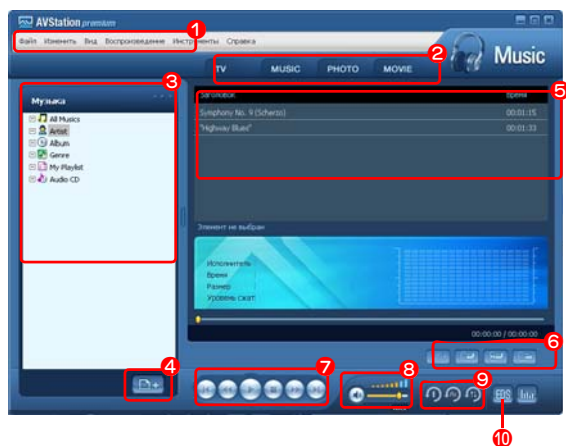 AVStation premium
1
Файл Изменить Вид Воспроизведение Инструменты Справка
2
TV MUSIC PHOTO MOVIE
Music
3
Музыка
All Musics
Artist
Album
Genre
My Playlist
Audio CD
4
5
Заголовок Время
Symphony No. 9 (Scherzo) 00:01:15
"Highway Blues" 00:01:33
Элемент не выбран
Исполнитель
Время
Размер
Уровень сжат
00:00:00 / 00:00:00
6
7
8
9
EDS
10